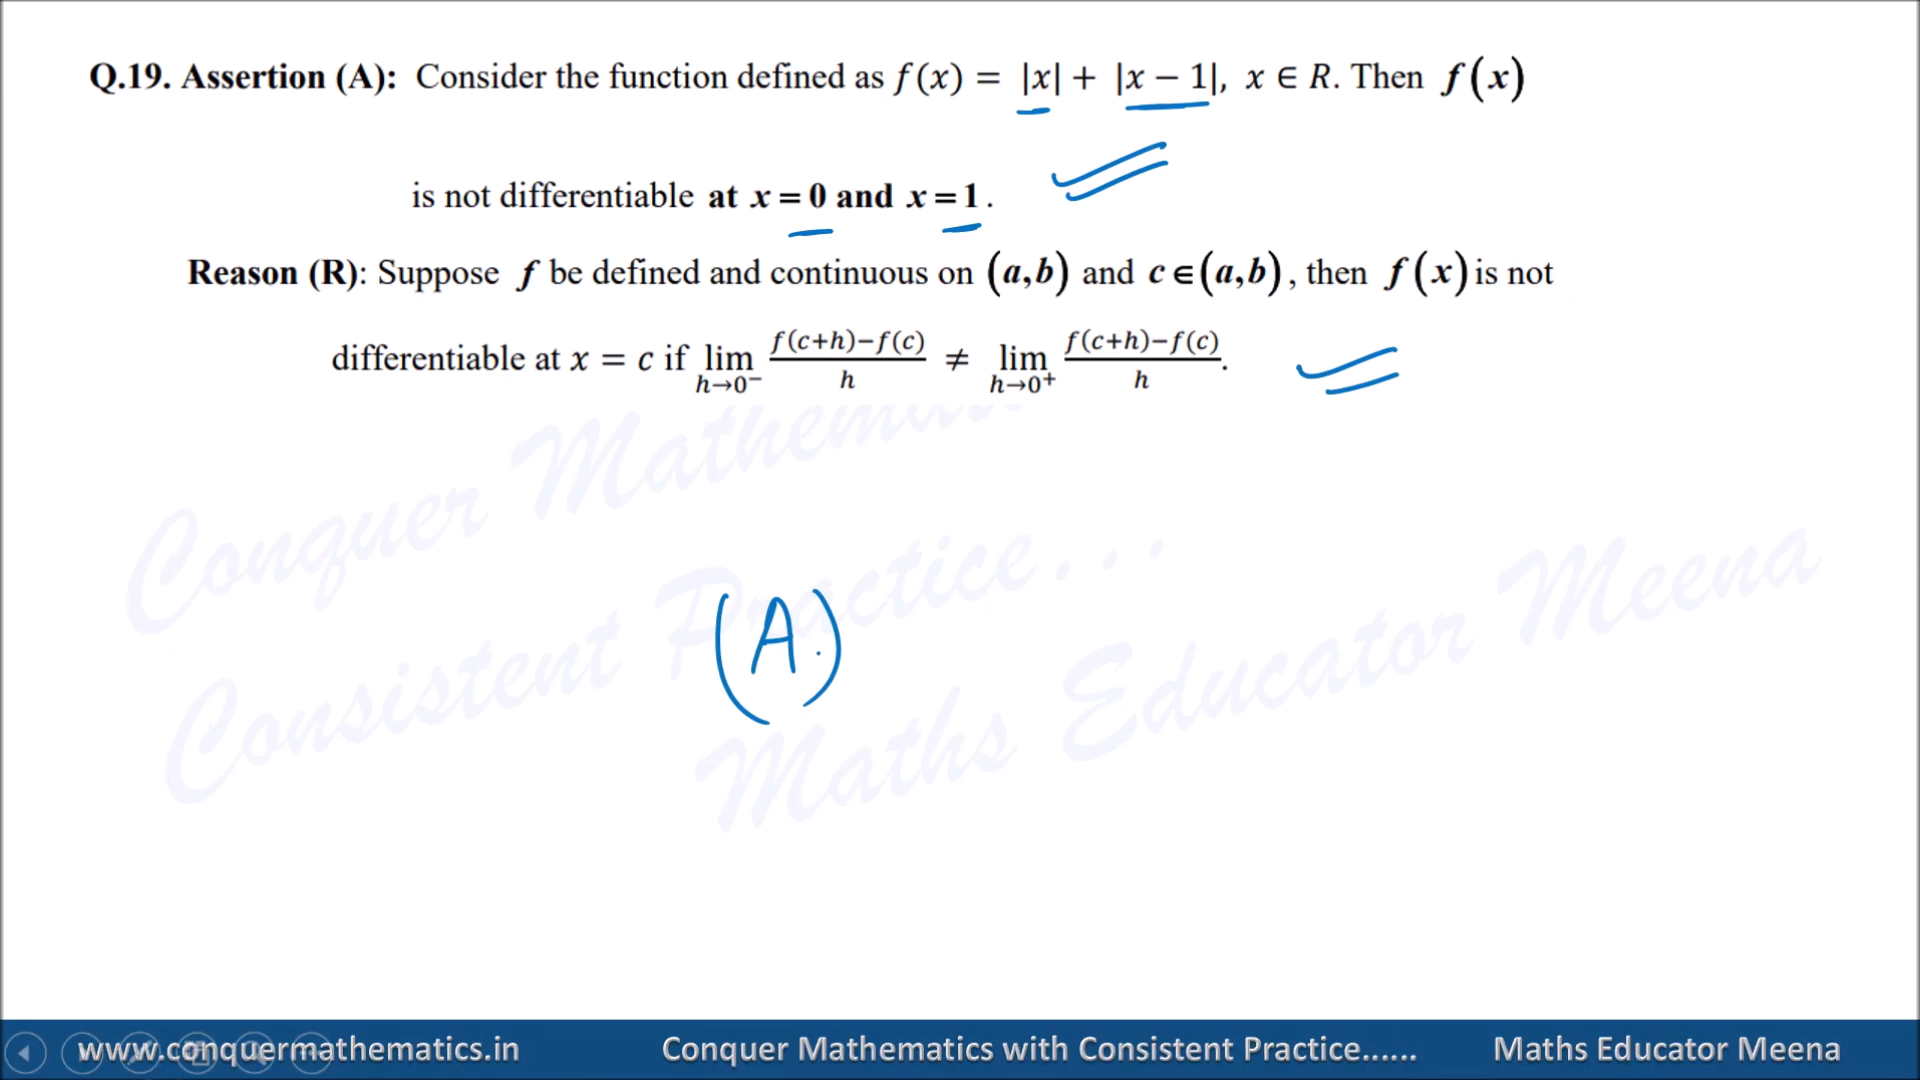 Q.19. Assertion (A): Consider the function defined as f(x) = |x| + |x − 1|, x ∈ R. Then f(x)
is not differentiable at x = 0 and x = 1 .
Reason (R): Suppose f be defined and continuous on (a,b) and c ∈ (a,b), then f(x) is not
differentiable at x = c if lim h→0⁻ f(c+h)−f(c) / h ≠ lim h→0⁺ f(c+h)−f(c) / h.
Conquer Mathema
Consistent Practice...
(A.)
Maths Educator Meena
www.conquermathematics.in Conquer Mathematics with Consistent Practice...... Maths Educator Meena